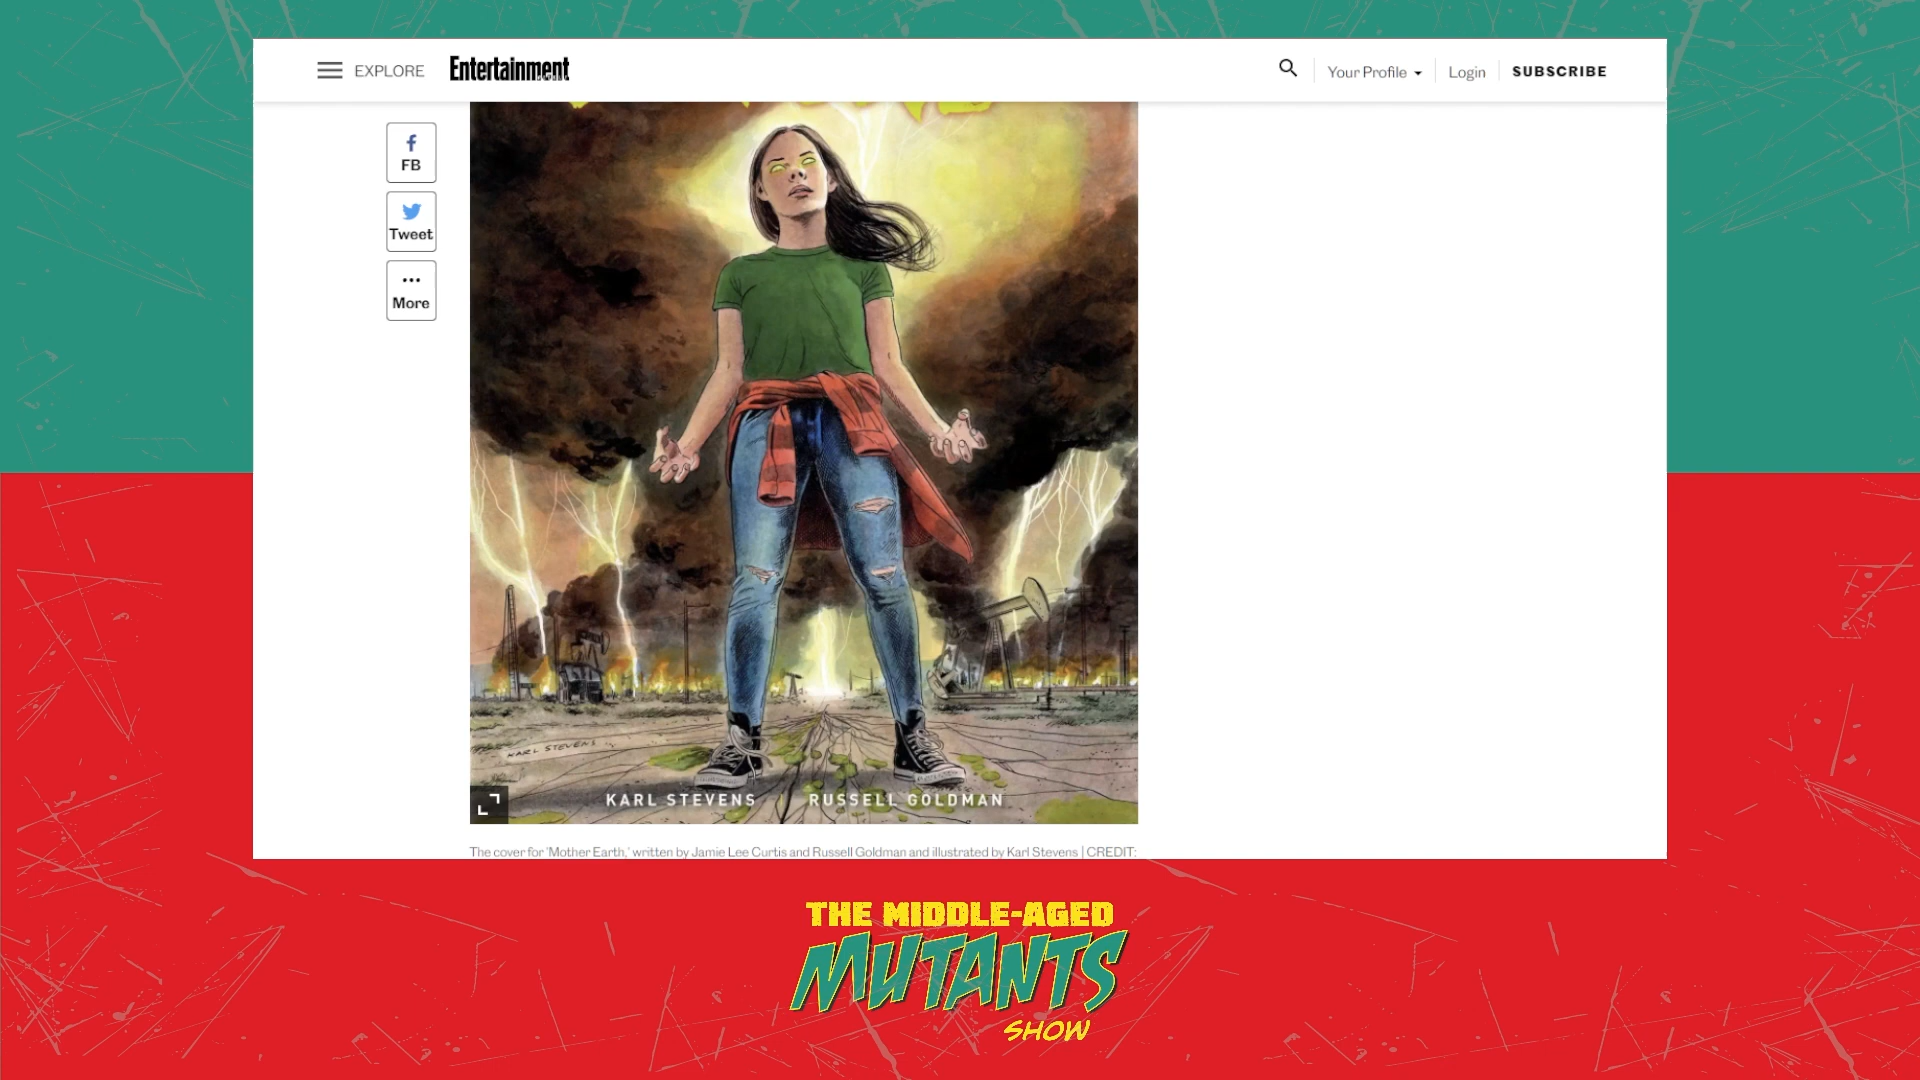 EXPLORE
Entertainment
Your Profile
Login
SUBSCRIBE
FB
Tweet
More
KARL STEVENS
KARL STEVENS
RUSSELL GOLDMAN
The cover for 'Mother Earth,' written by Jamie Lee Curtis and Russell Goldman and illustrated by Karl Stevens | CREDIT:
THE MIDDLE-AGED
MUTANTS
SHOW